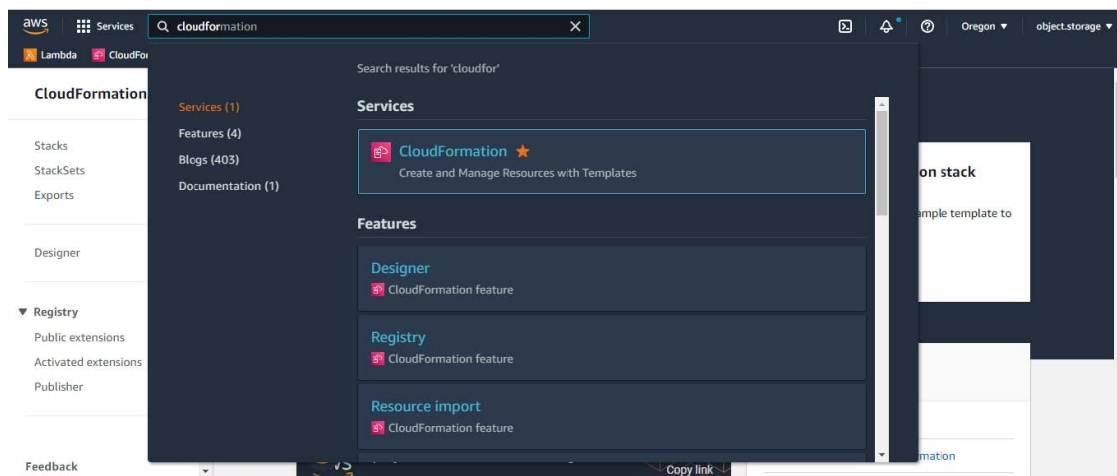 aws
Services
cloudformation
Oregon
object.storage
Lambda
CloudFor
CloudFormation
Stacks
StackSets
Exports
Designer
Registry
Public extensions
Activated extensions
Publisher
Feedback
Search results for 'cloudfor'
Services (1)
Features (4)
Blogs (403)
Documentation (1)
Services
CloudFormation
Create and Manage Resources with Templates
Features
Designer
CloudFormation feature
Registry
CloudFormation feature
Resource import
CloudFormation feature
on stack
ample template to
mation
Copy link